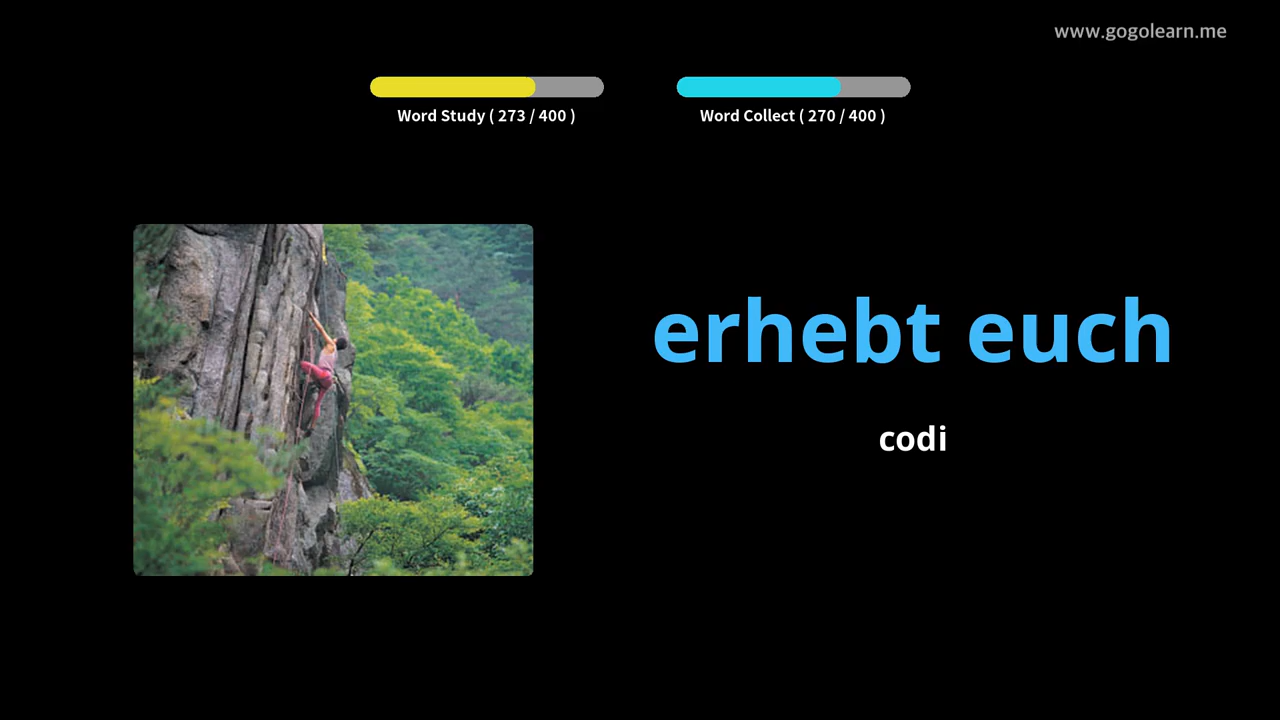 www.gogolearn.me
Word Study ( 273 / 400 )
Word Collect ( 270 / 400 )
erhebt euch
codi